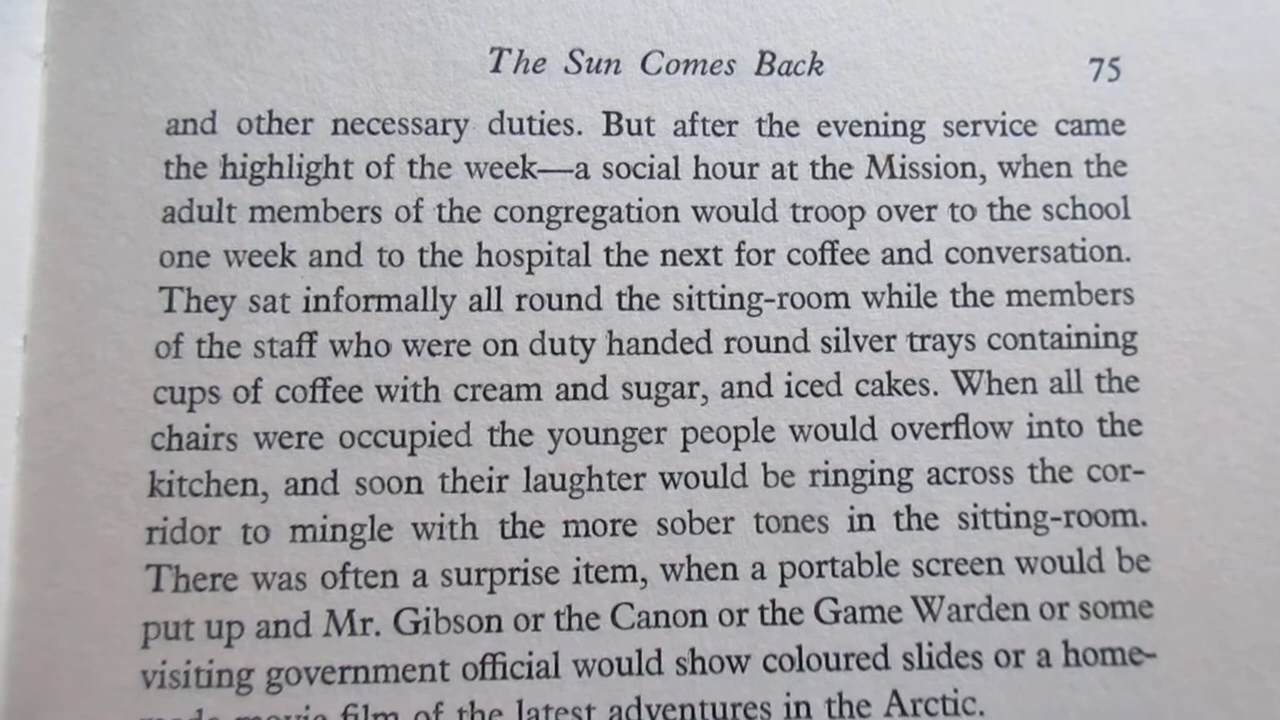 The Sun Comes Back 75
and other necessary duties. But after the evening service came
the highlight of the week—a social hour at the Mission, when the
adult members of the congregation would troop over to the school
one week and to the hospital the next for coffee and conversation.
They sat informally all round the sitting-room while the members
of the staff who were on duty handed round silver trays containing
cups of coffee with cream and sugar, and iced cakes. When all the
chairs were occupied the younger people would overflow into the
kitchen, and soon their laughter would be ringing across the cor-
ridor to mingle with the more sober tones in the sitting-room.
There was often a surprise item, when a portable screen would be
put up and Mr. Gibson or the Canon or the Game Warden or some
visiting government official would show coloured slides or a home-
made movie film of the latest adventures in the Arctic.